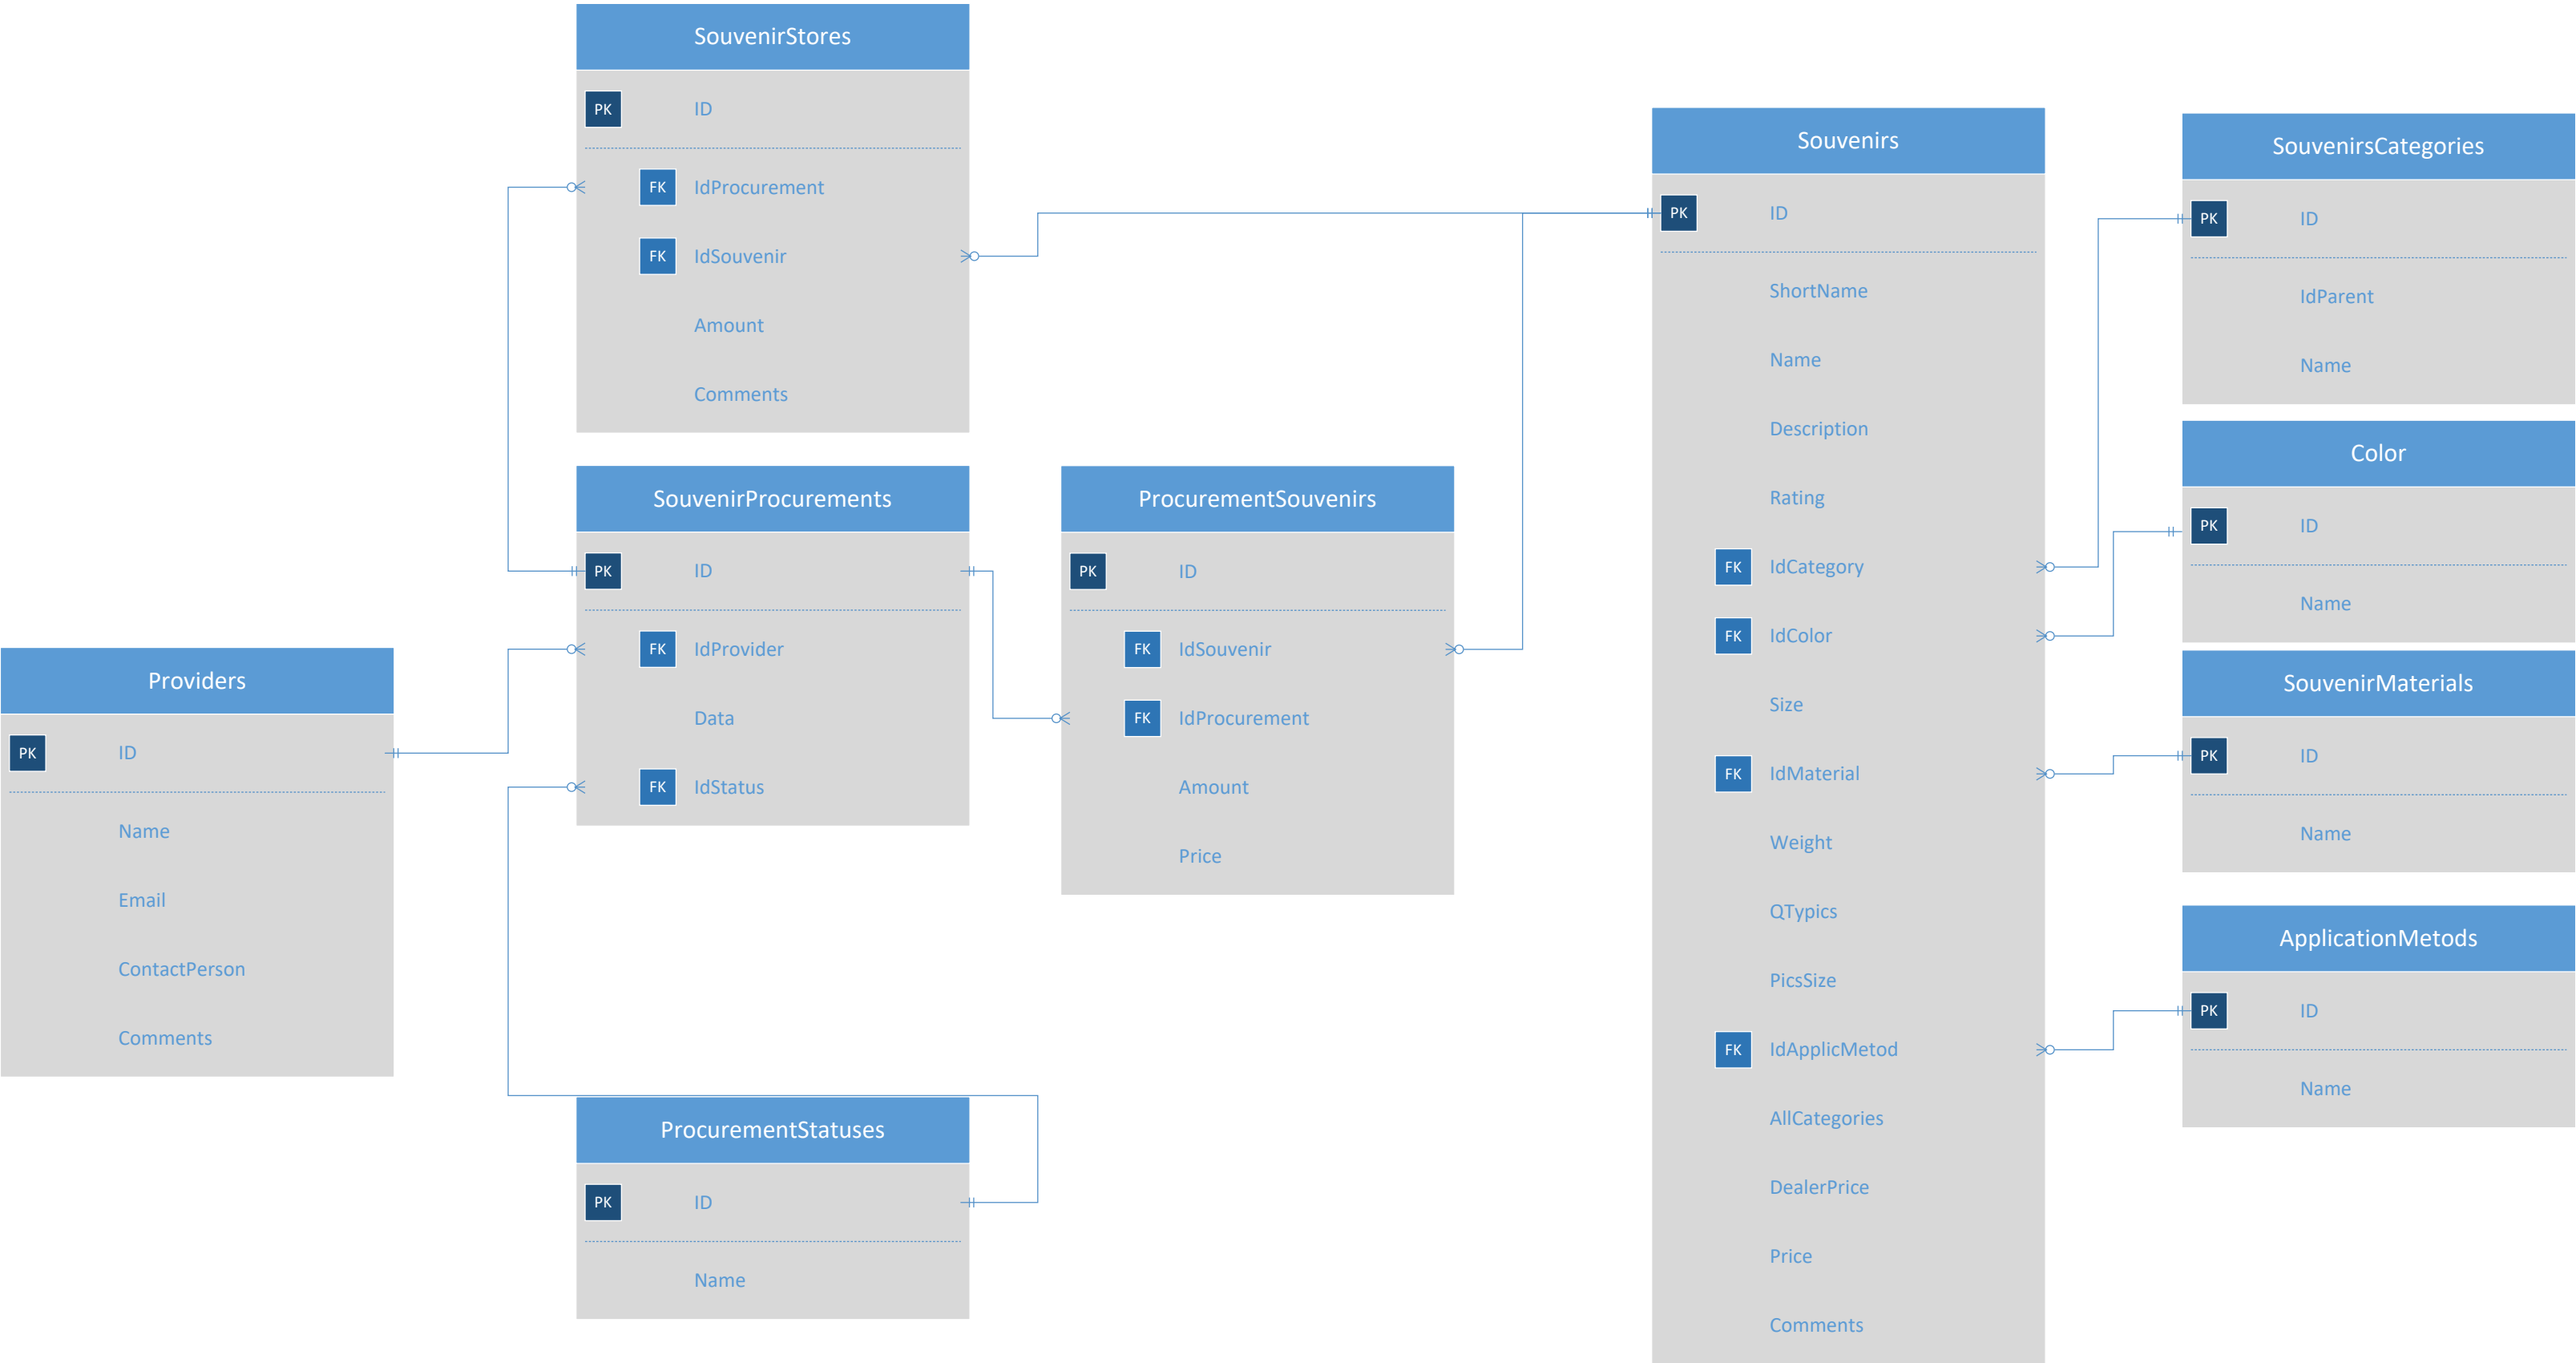 SouvenirStores
PK ID
FK IdProcurement
FK IdSouvenir
Amount
Comments
SouvenirProcurements
PK ID
FK IdProvider
Data
FK IdStatus
ProcurementSouvenirs
PK ID
FK IdSouvenir
FK IdProcurement
Amount
Price
Providers
PK ID
Name
Email
ContactPerson
Comments
ProcurementStatuses
PK ID
Name
Souvenirs
PK ID
ShortName
Name
Description
Rating
FK IdCategory
FK IdColor
Size
FK IdMaterial
Weight
QTypics
PicsSize
FK IdApplicMetod
AllCategories
DealerPrice
Price
Comments
SouvenirsCategories
PK ID
IdParent
Name
Color
PK ID
Name
SouvenirMaterials
PK ID
Name
ApplicationMetods
PK ID
Name